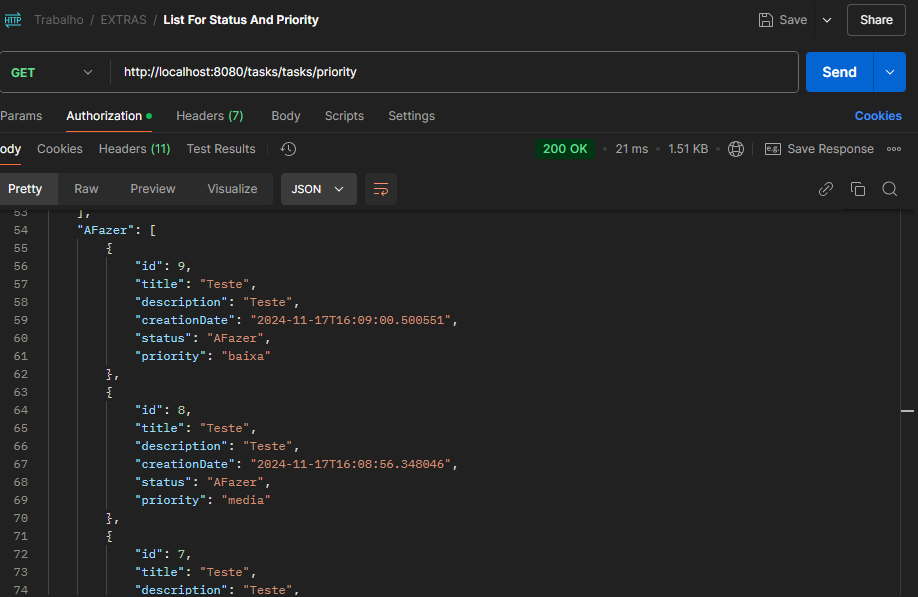 HTTP Trabalho / EXTRAS / List For Status And Priority Save Share
GET http://localhost:8080/tasks/tasks/priority Send
Params Authorization Headers (7) Body Scripts Settings Cookies
ody Cookies Headers (11) Test Results 200 OK • 21 ms • 1.51 KB • e.g. Save Response
Pretty Raw Preview Visualize JSON
53 ],
54 "AFazer": [
55 {
56 "id": 9,
57 "title": "Teste",
58 "description": "Teste",
59 "creationDate": "2024-11-17T16:09:00.500551",
60 "status": "AFazer",
61 "priority": "baixa"
62 },
63 {
64 "id": 8,
65 "title": "Teste",
66 "description": "Teste",
67 "creationDate": "2024-11-17T16:08:56.348046",
68 "status": "AFazer",
69 "priority": "media"
70 },
71 {
72 "id": 7,
73 "title": "Teste",
74 "description": "Teste",